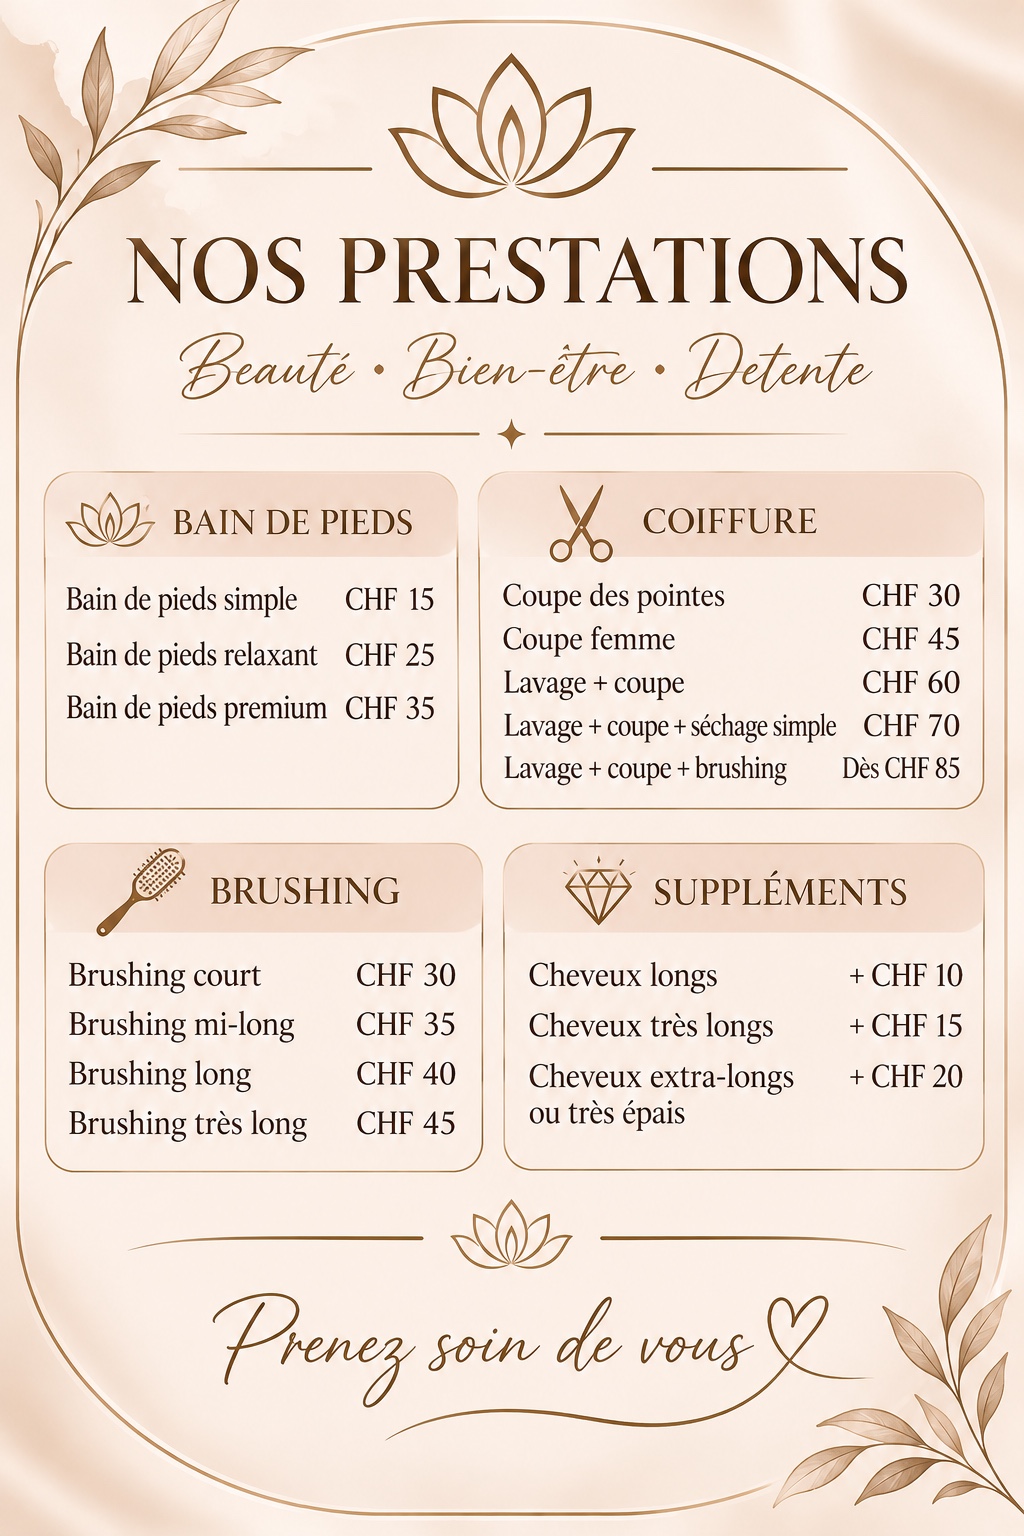 NOS PRESTATIONS
Beauté • Bien-être • Detente
BAIN DE PIEDS
Bain de pieds simple CHF 15
Bain de pieds relaxant CHF 25
Bain de pieds premium CHF 35
COIFFURE
Coupe des pointes CHF 30
Coupe femme CHF 45
Lavage + coupe CHF 60
Lavage + coupe + séchage simple CHF 70
Lavage + coupe + brushing Dès CHF 85
BRUSHING
Brushing court CHF 30
Brushing mi-long CHF 35
Brushing long CHF 40
Brushing très long CHF 45
SUPPLÉMENTS
Cheveux longs + CHF 10
Cheveux très longs + CHF 15
Cheveux extra-longs + CHF 20
ou très épais
Prenez soin de vous